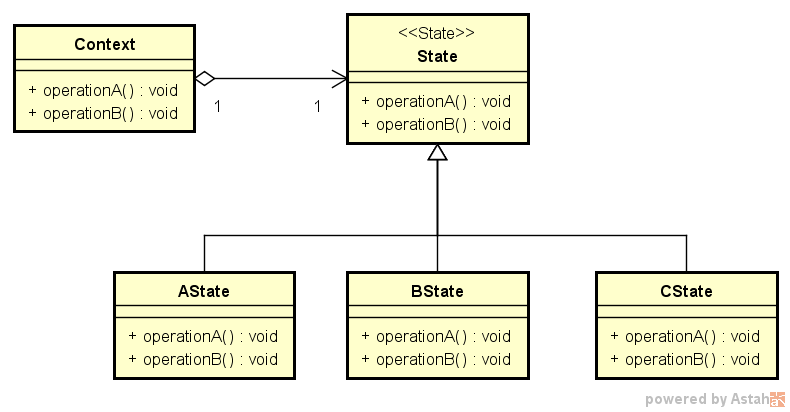 Context
+ operationA() : void
+ operationB() : void
1
1
<<State>>
State
+ operationA() : void
+ operationB() : void
AState
+ operationA() : void
+ operationB() : void
BState
+ operationA() : void
+ operationB() : void
CState
+ operationA() : void
+ operationB() : void
powered by Astah